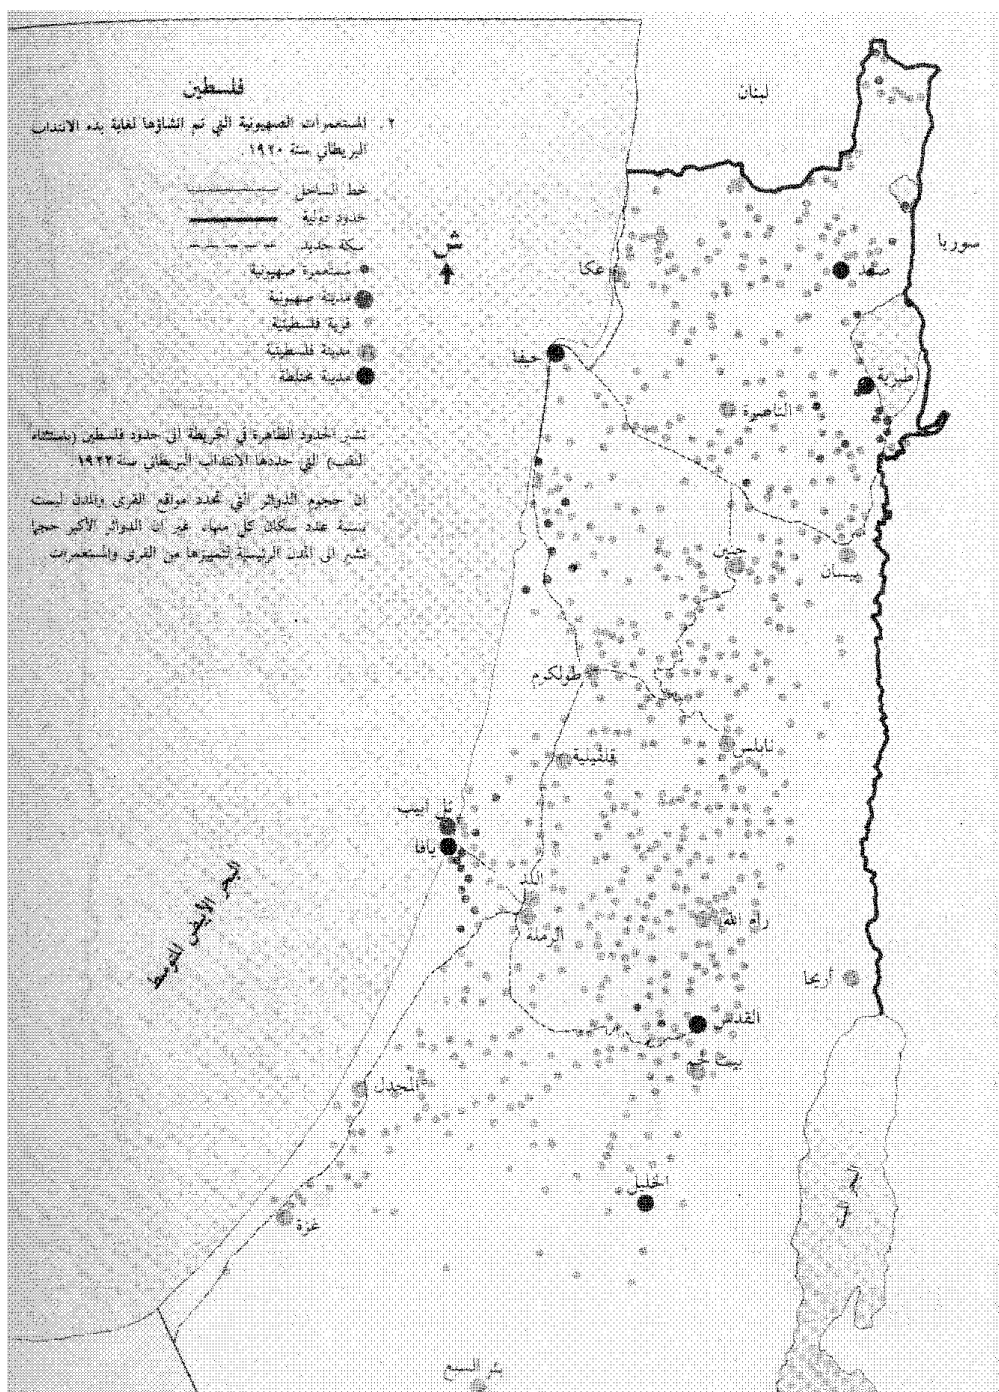 فلسطين
٢ . المستعمرات الصهيونية التي تم انشاؤها لغاية بدء الانتداب
البريطاني سنة ١٩٢٠.
خط الساحل
حدود دولية
سكة حديد
مستعمرة صهيونية
مدينة صهيونية
قرية فلسطينية
مدينة فلسطينية
مدينة مختلطة
تشير الحدود الظاهرة في الخريطة الى حدود فلسطين (باستثناء
النقب) التي حددها الانتداب البريطاني سنة ١٩٢٢.
ان حجوم الدوائر التي تحدد مواقع القرى والمدن ليست
بنسبة عدد سكان كل منها، غير ان الدوائر الأكبر حجما
تشير الى المدن الرئيسية لتمييزها من القرى والمستعمرات
ش
لبنان
سوريا
صفد
عكا
حيفا
طبرية
الناصرة
جنين
بيسان
طولكرم
نابلس
قلقيلية
تل ابيب
يافا
اللد
الرملة
رام الله
أريحا
القدس
بيت لحم
المجدل
الخليل
غزة
بئر السبع
البحر الأبيض المتوسط